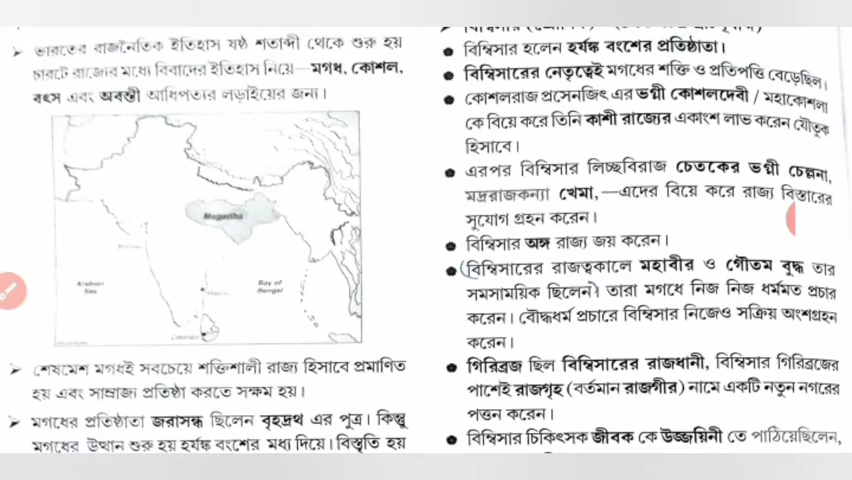 ➢ ভারতের রাজনৈতিক ইতিহাস ষষ্ঠ শতাব্দী থেকে শুরু হয়
চারটে রাজ্যের মধ্যে বিবাদের ইতিহাস নিয়ে— মগধ, কোশল,
বৎস এবং অবন্তী আধিপত্যর লড়াইয়ের জন্য।
Magadha
Arabian
Sea
Bay of
Bengal
➢ শেষমেশ মগধই সবচেয়ে শক্তিশালী রাজ্য হিসাবে প্রমাণিত
হয় এবং সাম্রাজ্য প্রতিষ্ঠা করতে সক্ষম হয়।
➢ মগধের প্রতিষ্ঠাতা জরাসন্ধ ছিলেন বৃহদ্রথ এর পুত্র। কিন্তু
মগধের উত্থান শুরু হয় হর্যঙ্ক বংশের মধ্য দিয়ে। বিস্তৃতি হয়
বিম্বিসার হলেন হর্যঙ্ক বংশের প্রতিষ্ঠাতা।
বিম্বিসারের নেতৃত্বেই মগধের শক্তি ও প্রতিপত্তি বেড়েছিল।
কোশলরাজ প্রসেনজিৎ এর ভগ্নী কোশলদেবী / মহাকোশলা
কে বিয়ে করে তিনি কাশী রাজ্যের একাংশ লাভ করেন যৌতুক
হিসাবে।
এরপর বিম্বিসার লিচ্ছবিরাজ চেতকের ভগ্নী চেল্লনা,
মদ্ররাজকন্যা খেমা,—এদের বিয়ে করে রাজ্য বিস্তারের
সুযোগ গ্রহন করেন।
বিম্বিসার অঙ্গ রাজ্য জয় করেন।
বিম্বিসারের রাজত্বকালে মহাবীর ও গৌতম বুদ্ধ তার
সমসাময়িক ছিলেন। তারা মগধে নিজ নিজ ধর্মমত প্রচার
করেন। বৌদ্ধধর্ম প্রচারে বিম্বিসার নিজেও সক্রিয় অংশগ্রহন
করেন।
গিরিব্রজ ছিল বিম্বিসারের রাজধানী, বিম্বিসার গিরিব্রজের
পাশেই রাজগৃহ (বর্তমান রাজগীর) নামে একটি নতুন নগরের
পত্তন করেন।
বিম্বিসার চিকিৎসক জীবক কে উজ্জয়িনী তে পাঠিয়েছিলেন,